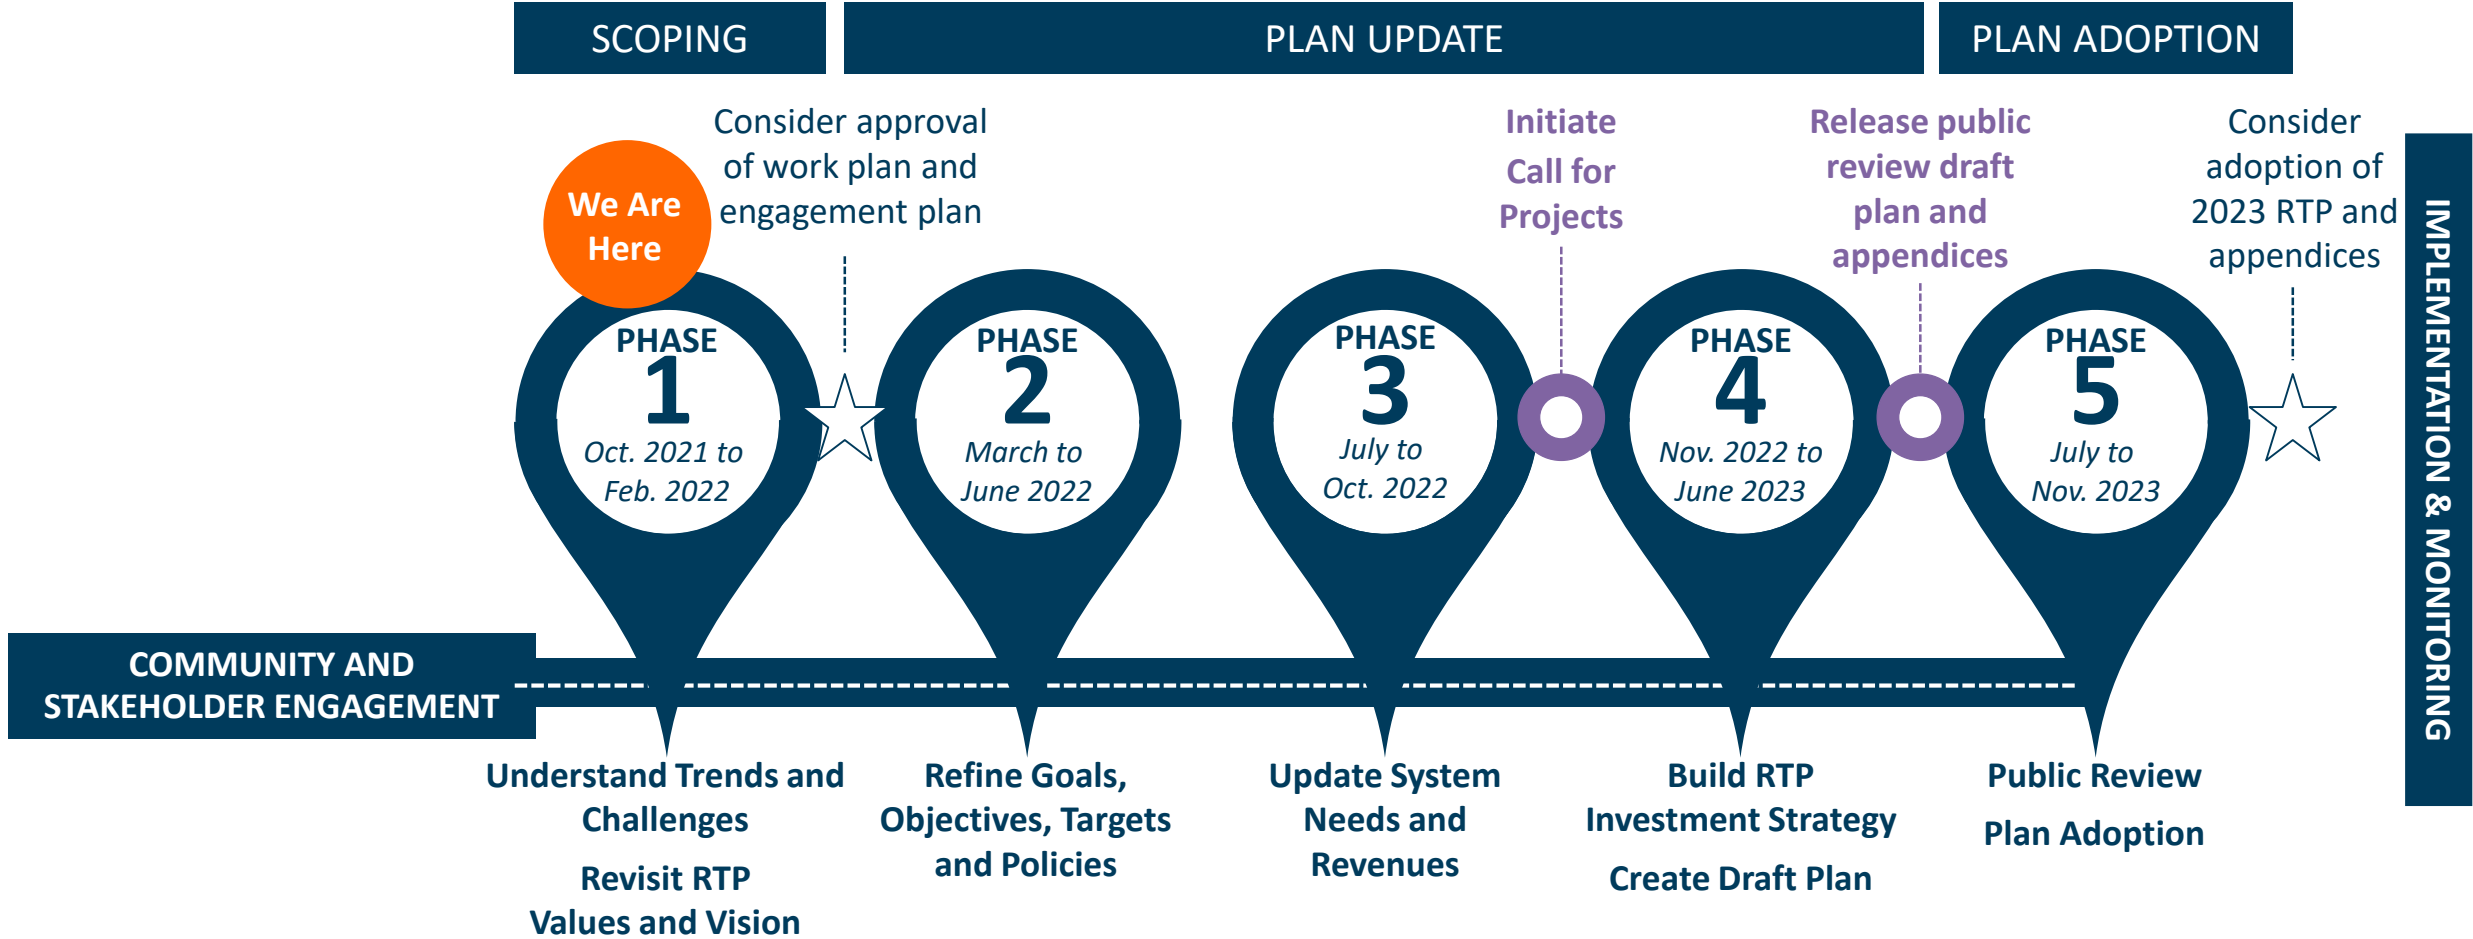 SCOPING
PLAN UPDATE
PLAN ADOPTION
We Are
Here
Consider approval
of work plan and
engagement plan
Initiate
Call for
Projects
Release public
review draft
plan and
appendices
Consider
adoption of
2023 RTP and
appendices
PHASE
1
Oct. 2021 to
Feb. 2022
PHASE
2
March to
June 2022
PHASE
3
July to
Oct. 2022
PHASE
4
Nov. 2022 to
June 2023
PHASE
5
July to
Nov. 2023
IMPLEMENTATION & MONITORING
COMMUNITY AND
STAKEHOLDER ENGAGEMENT
Understand Trends and
Challenges
Revisit RTP
Values and Vision
Refine Goals,
Objectives, Targets
and Policies
Update System
Needs and
Revenues
Build RTP
Investment Strategy
Create Draft Plan
Public Review
Plan Adoption